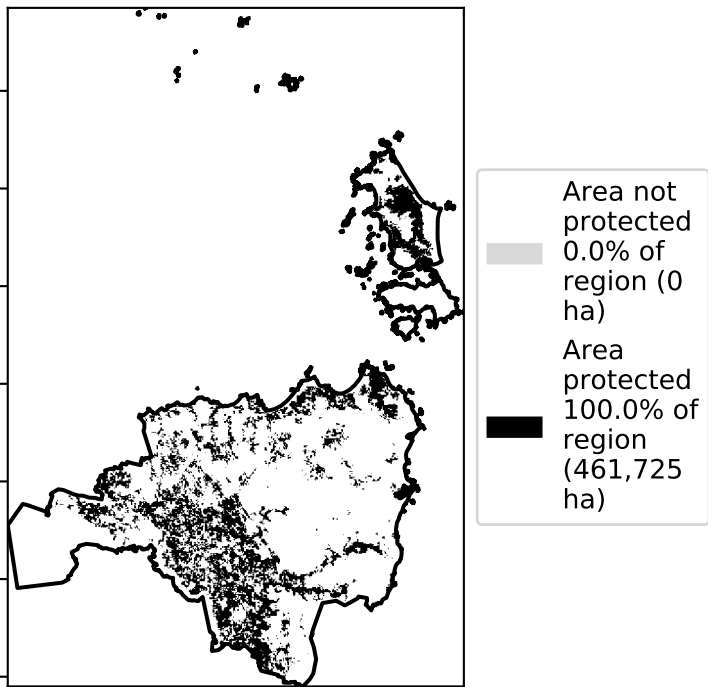 Area not
protected
0.0% of
region (0
ha)
Area
protected
100.0% of
region
(461,725
ha)